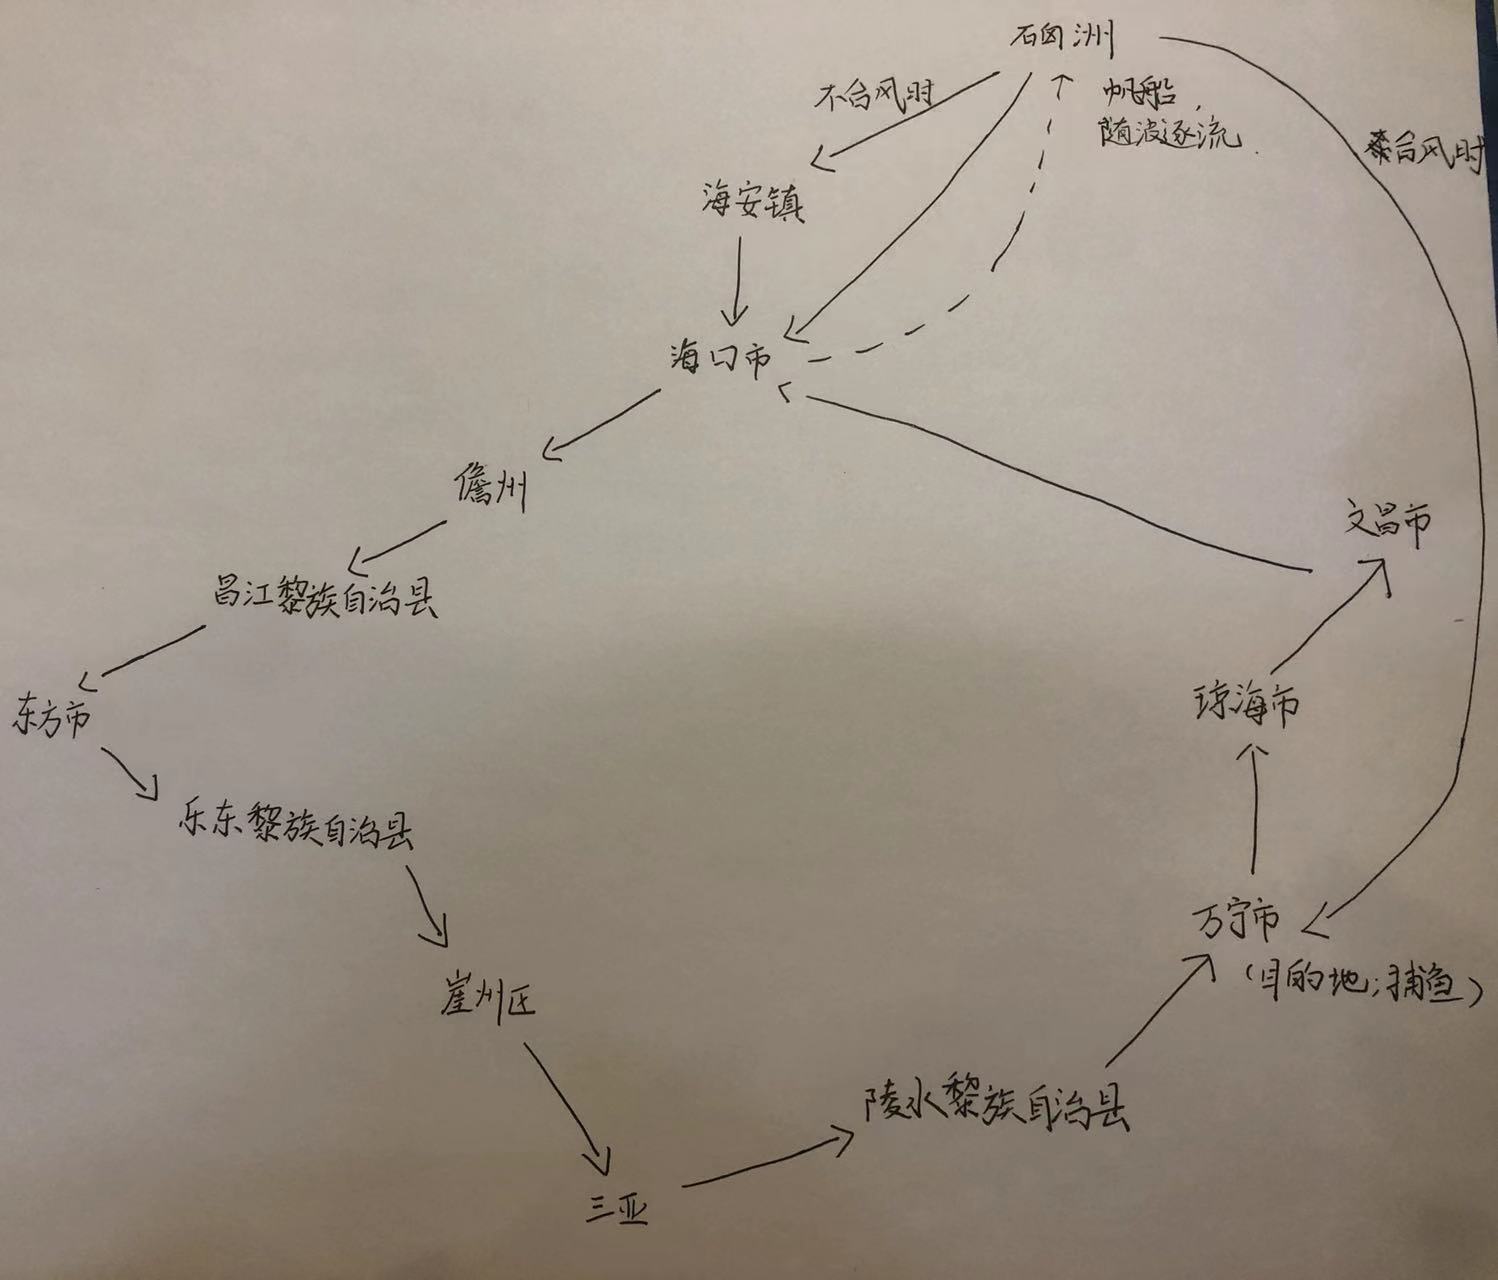 硇洲
不台风时
帆船,
随波逐流
台风时
海安镇
海口市
儋州
文昌市
昌江黎族自治县
东方市
琼海市
乐东黎族自治县
万宁市
(目的地:捕鱼)
崖州区
陵水黎族自治县
三亚